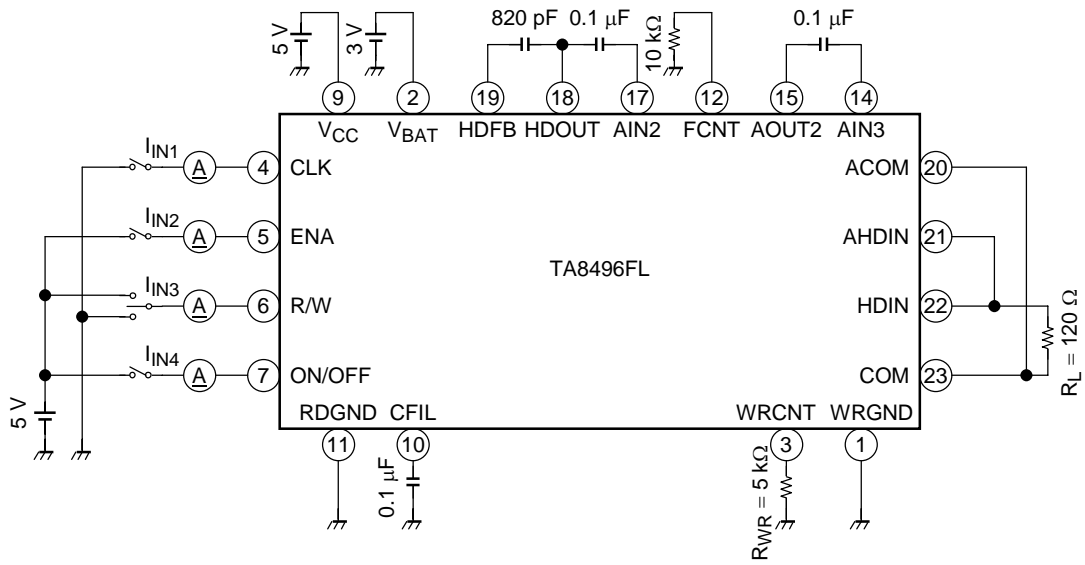 5 V
3 V
820 pF
0.1 μF
10 kΩ
0.1 μF
9
2
19
18
17
12
15
14
VCC
VBAT
HDFB
HDOUT
AIN2
FCNT
AOUT2
AIN3
IIN1
A
4
CLK
ACOM
20
IIN2
A
5
ENA
AHDIN
21
TA8496FL
IIN3
A
6
R/W
HDIN
22
IIN4
A
7
ON/OFF
COM
23
RL = 120 Ω
5 V
RDGND
CFIL
WRCNT
WRGND
11
10
3
1
0.1 μF
RWR = 5 kΩ